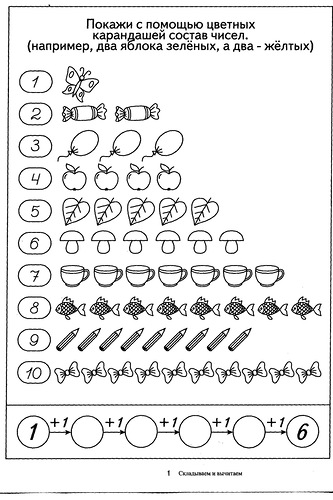 Покажи с помощью цветных
карандашей состав чисел.
(например, два яблока зелёных, а два - жёлтых)
1
2
3
4
5
6
7
8
9
10
1 +1 +1 +1 +1 +1 6
1 Складываем и вычитаем